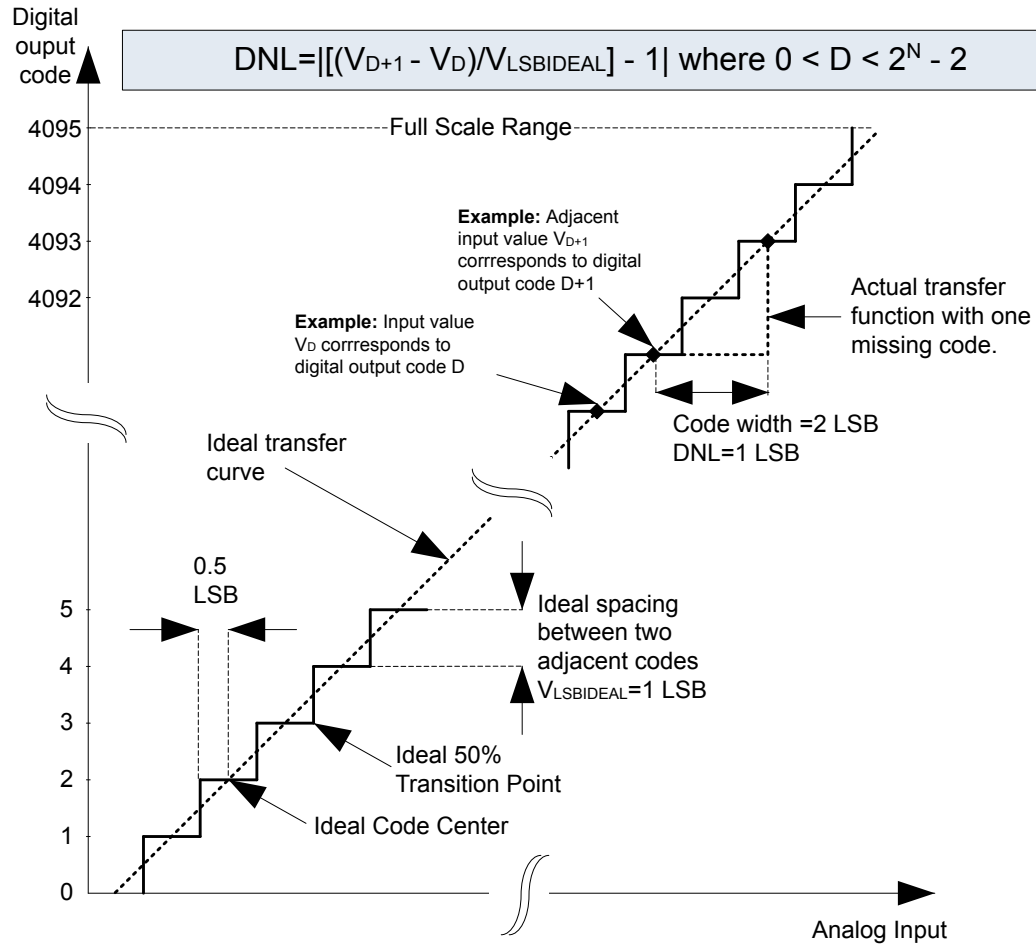 Digital
ouput
code
DNL=|[(VD+1 - VD)/VLSBIDEAL] - 1| where 0 < D < 2^N - 2
4095
Full Scale Range
4094
4093
4092
Example: Adjacent
input value VD+1
corrresponds to digital
output code D+1
Example: Input value
VD corrresponds to
digital output code D
Actual transfer
function with one
missing code.
Code width =2 LSB
DNL=1 LSB
Ideal transfer
curve
0.5
LSB
5
4
3
2
1
0
Ideal spacing
between two
adjacent codes
VLSBIDEAL=1 LSB
Ideal 50%
Transition Point
Ideal Code Center
Analog Input